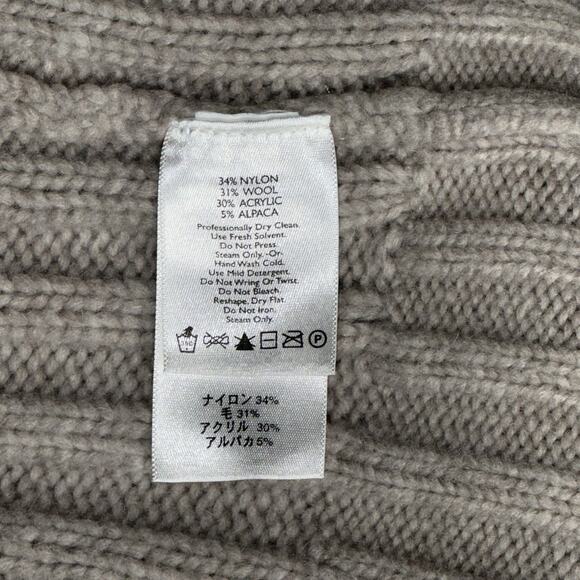 34% NYLON
31% WOOL
30% ACRYLIC
5% ALPACA
Professionally Dry Clean.
Use Fresh Solvent.
Do Not Press.
Steam Only. -Or-
Hand Wash Cold.
Use Mild Detergent.
Do Not Wring Or Twist.
Do Not Bleach.
Reshape, Dry Flat.
Do Not Iron.
Steam Only.
P
ナイロン 34%
毛 31%
アクリル 30%
アルパカ 5%